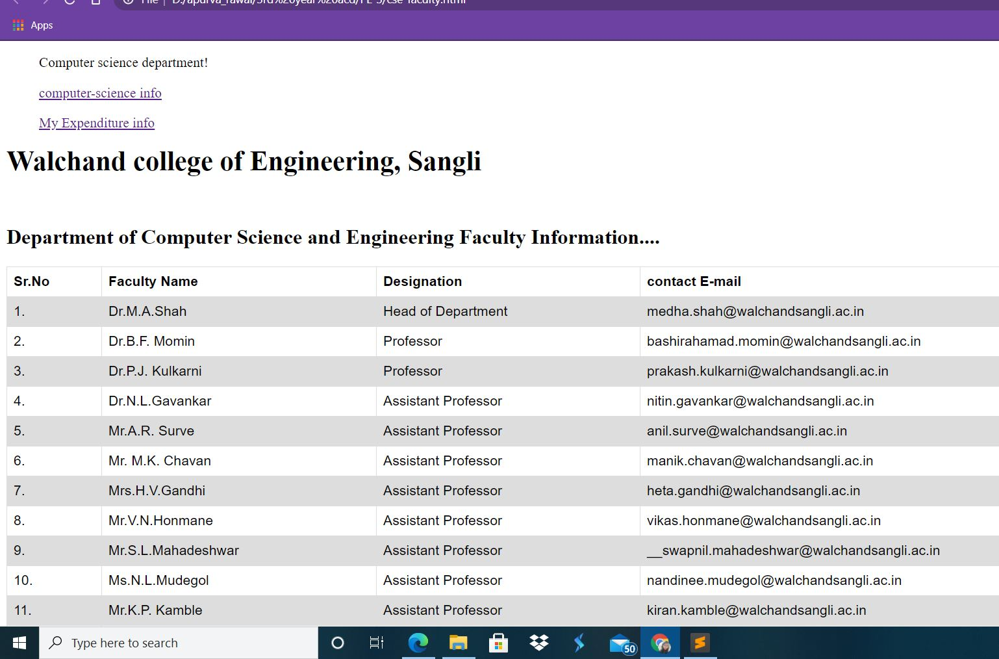 File | D:/apurva_rawal/3rd%20year%20acd/PE-3/cse-faculty.html
Apps
Computer science department!
computer-science info
My Expenditure info
Walchand college of Engineering, Sangli
Department of Computer Science and Engineering Faculty Information....
Sr.No Faculty Name Designation contact E-mail
1. Dr.M.A.Shah Head of Department medha.shah@walchandsangli.ac.in
2. Dr.B.F. Momin Professor bashirahamad.momin@walchandsangli.ac.in
3. Dr.P.J. Kulkarni Professor prakash.kulkarni@walchandsangli.ac.in
4. Dr.N.L.Gavankar Assistant Professor nitin.gavankar@walchandsangli.ac.in
5. Mr.A.R. Surve Assistant Professor anil.surve@walchandsangli.ac.in
6. Mr. M.K. Chavan Assistant Professor manik.chavan@walchandsangli.ac.in
7. Mrs.H.V.Gandhi Assistant Professor heta.gandhi@walchandsangli.ac.in
8. Mr.V.N.Honmane Assistant Professor vikas.honmane@walchandsangli.ac.in
9. Mr.S.L.Mahadeshwar Assistant Professor __swapnil.mahadeshwar@walchandsangli.ac.in
10. Ms.N.L.Mudegol Assistant Professor nandinee.mudegol@walchandsangli.ac.in
11. Mr.K.P. Kamble Assistant Professor kiran.kamble@walchandsangli.ac.in
Type here to search
50